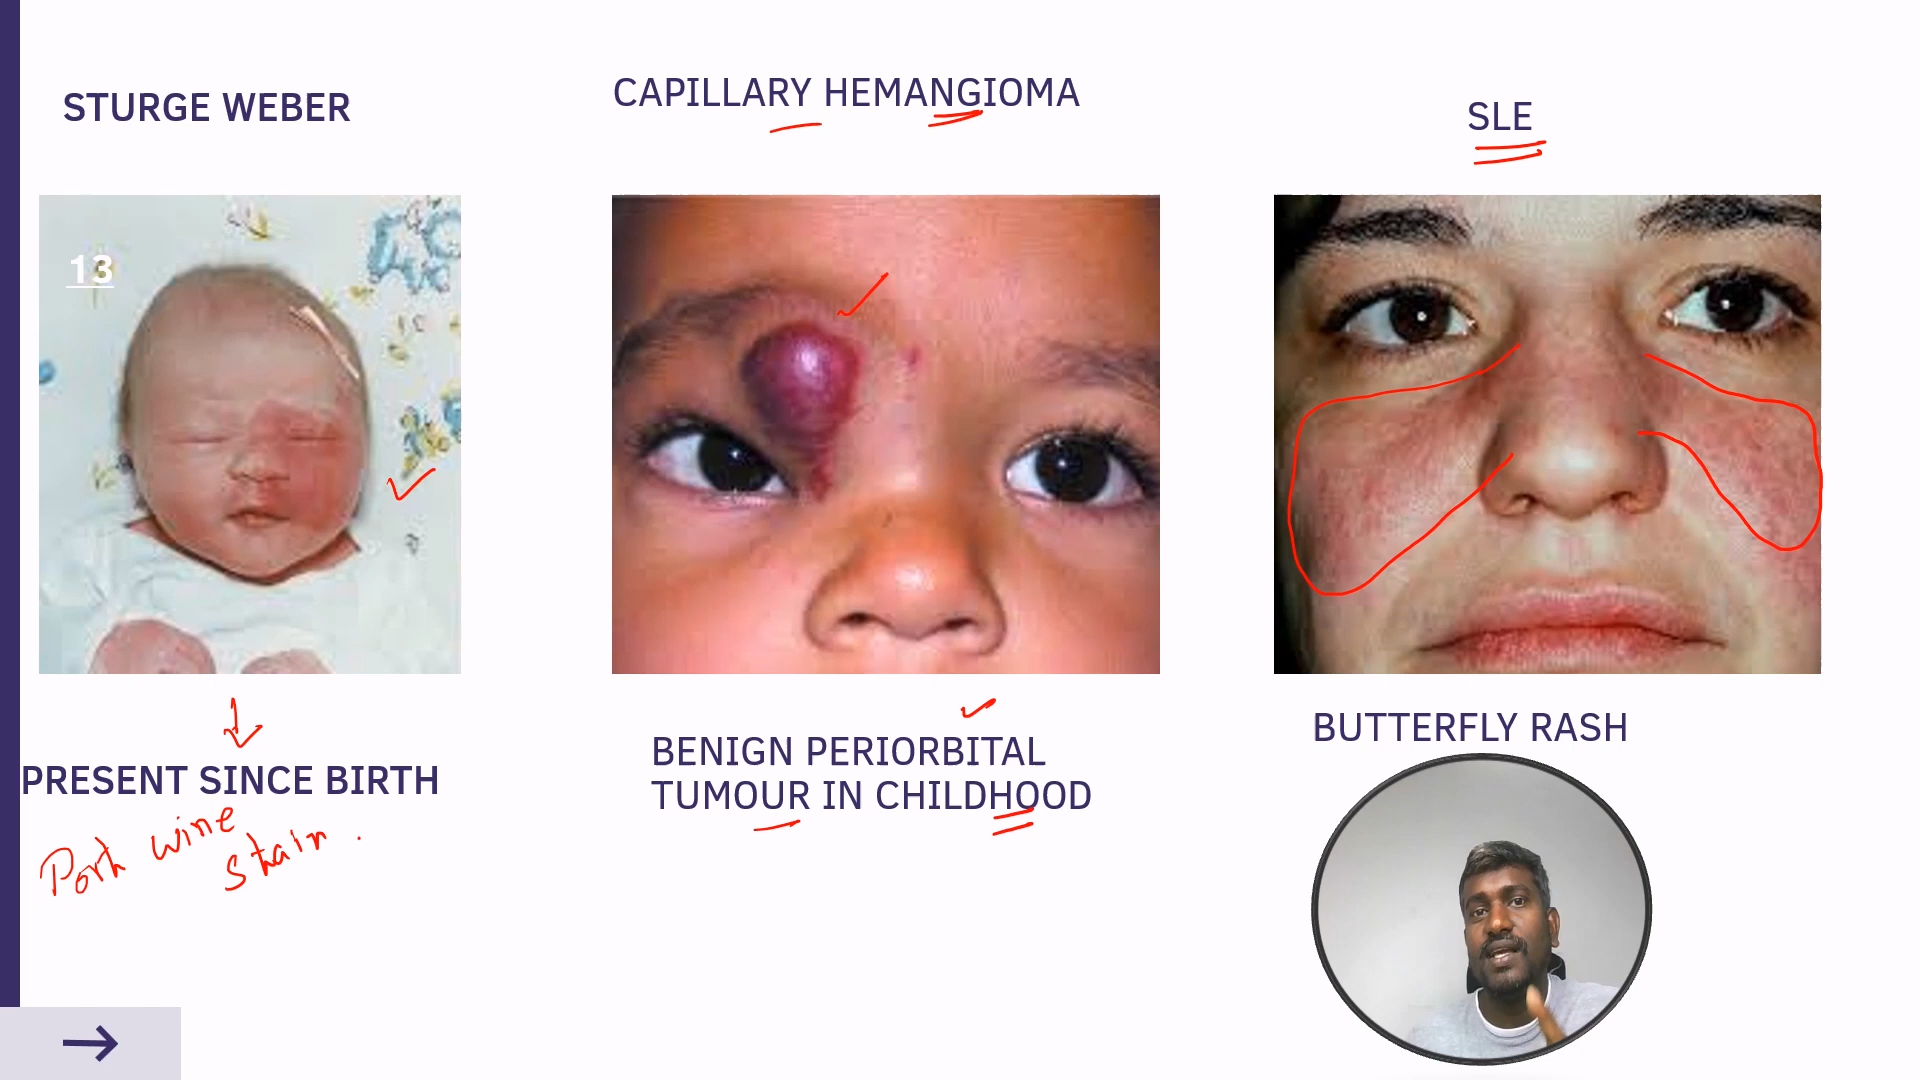 STURGE WEBER
CAPILLARY HEMANGIOMA
SLE
13
PRESENT SINCE BIRTH
Port wine
stain .
BENIGN PERIORBITAL
TUMOUR IN CHILDHOOD
BUTTERFLY RASH